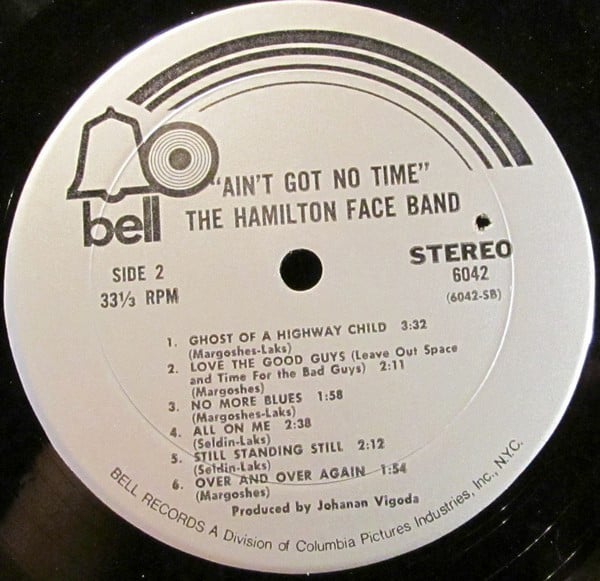 "AIN'T GOT NO TIME"
THE HAMILTON FACE BAND
bell
STEREO
SIDE 2
6042
33⅓ RPM
(6042-SB)
1. GHOST OF A HIGHWAY CHILD 3:32
(Margoshes-Laks)
2. LOVE THE GOOD GUYS (Leave Out Space
and Time For the Bad Guys) 2:11
(Margoshes)
3. NO MORE BLUES 1:58
(Margoshes-Laks)
4. ALL ON ME 2:38
(Seldin-Laks)
5. STILL STANDING STILL 2:12
(Seldin-Laks)
6. OVER AND OVER AGAIN 1:54
(Margoshes)
Produced by Johanan Vigoda
BELL RECORDS A Division of Columbia Pictures Industries, Inc., N.Y.C.